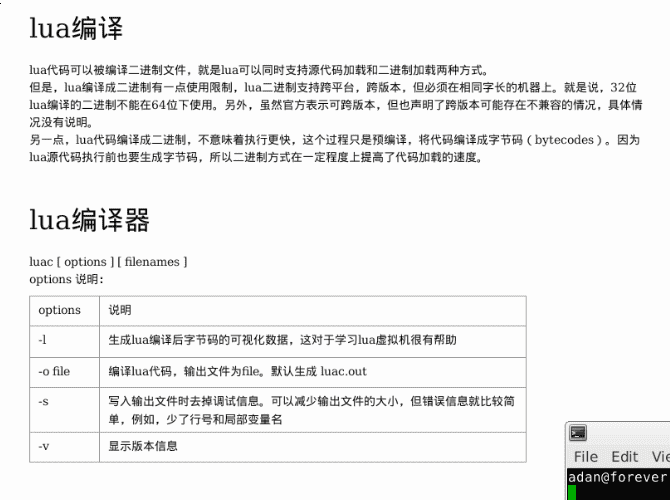 lua编译
lua代码可以被编译二进制文件，就是lua可以同时支持源代码加载和二进制加载两种方式。
但是，lua编译成二进制有一点使用限制，lua二进制支持跨平台，跨版本，但必须在相同字长的机器上。就是说，32位
lua编译的二进制不能在64位下使用。另外，虽然官方表示可跨版本，但也声明了跨版本可能存在不兼容的情况，具体情
况没有说明。
另一点，lua代码编译成二进制，不意味着执行更快，这个过程只是预编译，将代码编译成字节码 ( bytecodes ) 。因为
lua源代码执行前也要生成字节码，所以二进制方式在一定程度上提高了代码加载的速度。
lua编译器
luac [ options ] [ filenames ]
options 说明：
options 说明
-l 生成lua编译后字节码的可视化数据，这对于学习lua虚拟机很有帮助
-o file 编译lua代码，输出文件为file。默认生成 luac.out
-s 写入输出文件时去掉调试信息。可以减少输出文件的大小，但错误信息就比较简
单，例如，少了行号和局部变量名
-v 显示版本信息
File Edit Vie
adan@forever